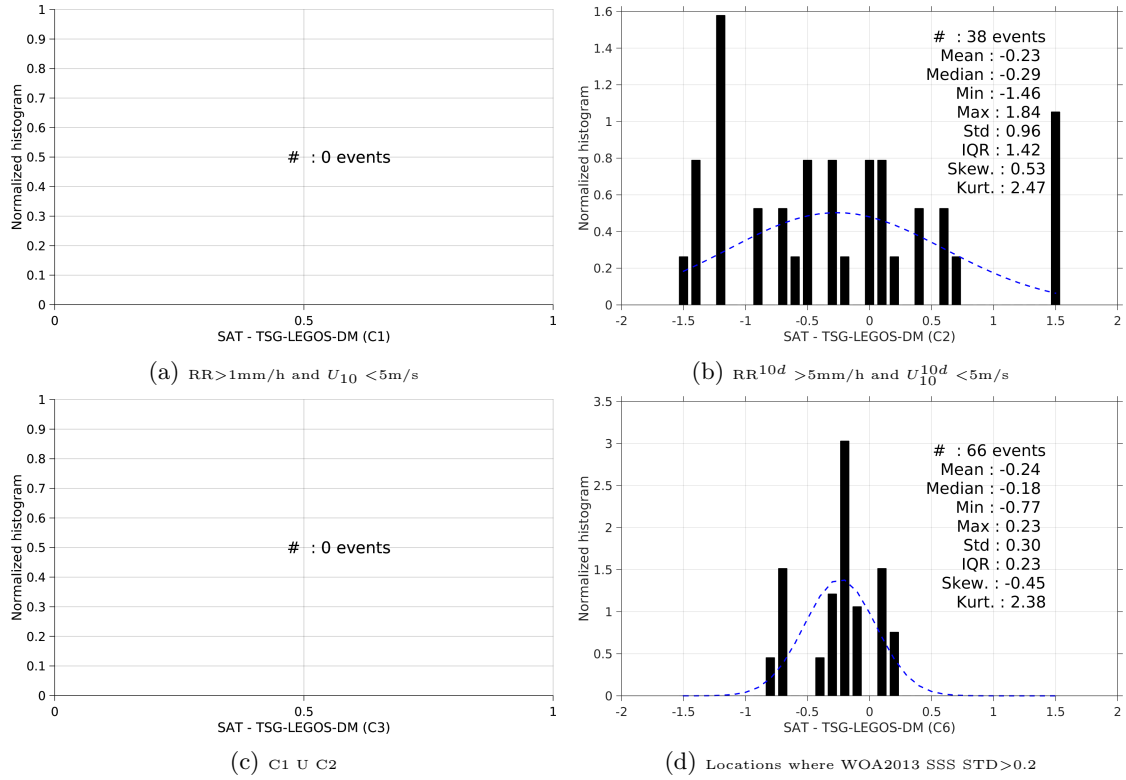 1
0.9
0.8
0.7
0.6
0.5
0.4
0.3
0.2
0.1
0
Normalized histogram
# : 0 events
0 0.5 1
SAT - TSG-LEGOS-DM (C1)
(a) RR>1mm/h and U10 <5m/s
1.6
1.4
1.2
1
0.8
0.6
0.4
0.2
0
Normalized histogram
# : 38 events
Mean : -0.23
Median : -0.29
Min : -1.46
Max : 1.84
Std : 0.96
IQR : 1.42
Skew. : 0.53
Kurt. : 2.47
-2 -1.5 -1 -0.5 0 0.5 1 1.5 2
SAT - TSG-LEGOS-DM (C2)
(b) RR10d >5mm/h and U10d10 <5m/s
1
0.9
0.8
0.7
0.6
0.5
0.4
0.3
0.2
0.1
0
Normalized histogram
# : 0 events
0 0.5 1
SAT - TSG-LEGOS-DM (C3)
(c) C1 U C2
3.5
3
2.5
2
1.5
1
0.5
0
Normalized histogram
# : 66 events
Mean : -0.24
Median : -0.18
Min : -0.77
Max : 0.23
Std : 0.30
IQR : 0.23
Skew. : -0.45
Kurt. : 2.38
-2 -1.5 -1 -0.5 0 0.5 1 1.5 2
SAT - TSG-LEGOS-DM (C6)
(d) Locations where WOA2013 SSS STD>0.2